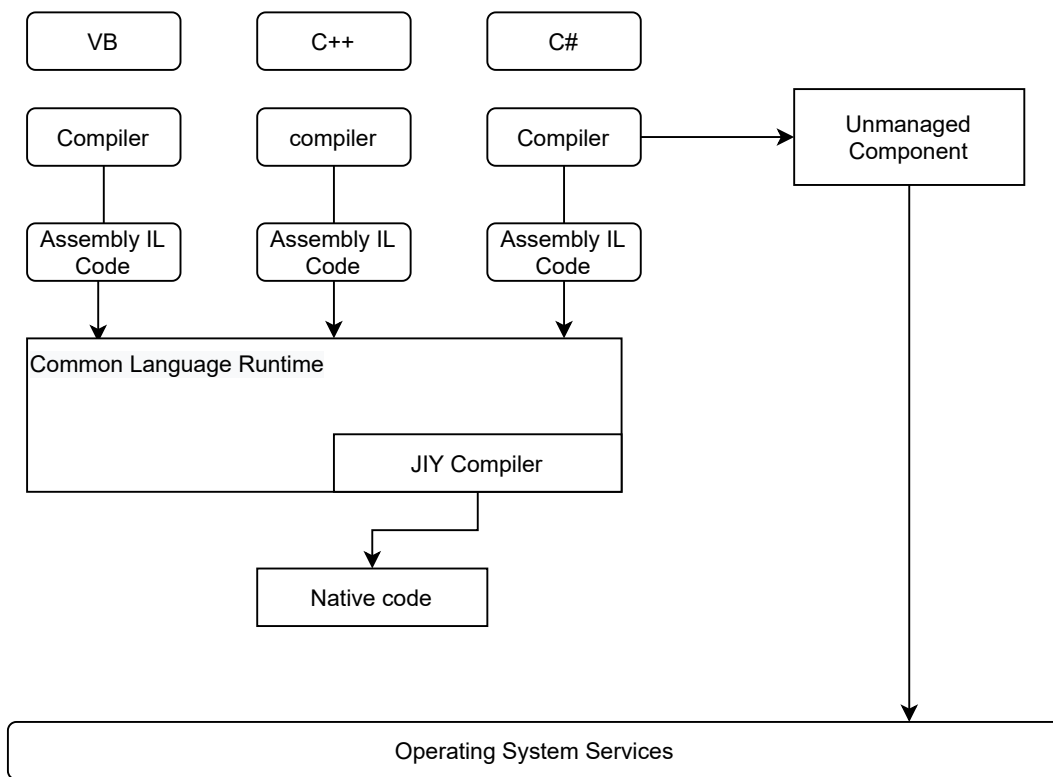 VB
C++
C#
Compiler
compiler
Compiler
Unmanaged
Component
Assembly IL
Code
Assembly IL
Code
Assembly IL
Code
Common Language Runtime
JIY Compiler
Native code
Operating System Services